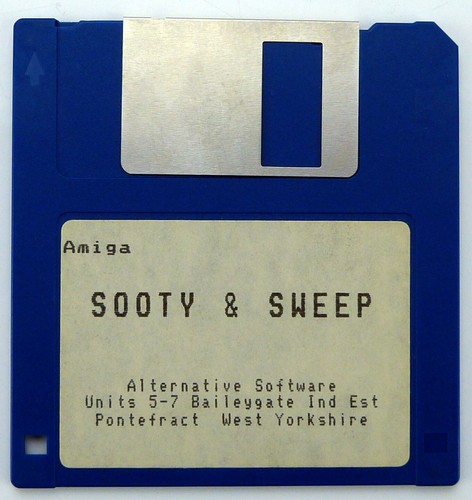 Amiga
SOOTY & SWEEP
Alternative Software
Units 5-7 Baileygate Ind Est
Pontefract West Yorkshire